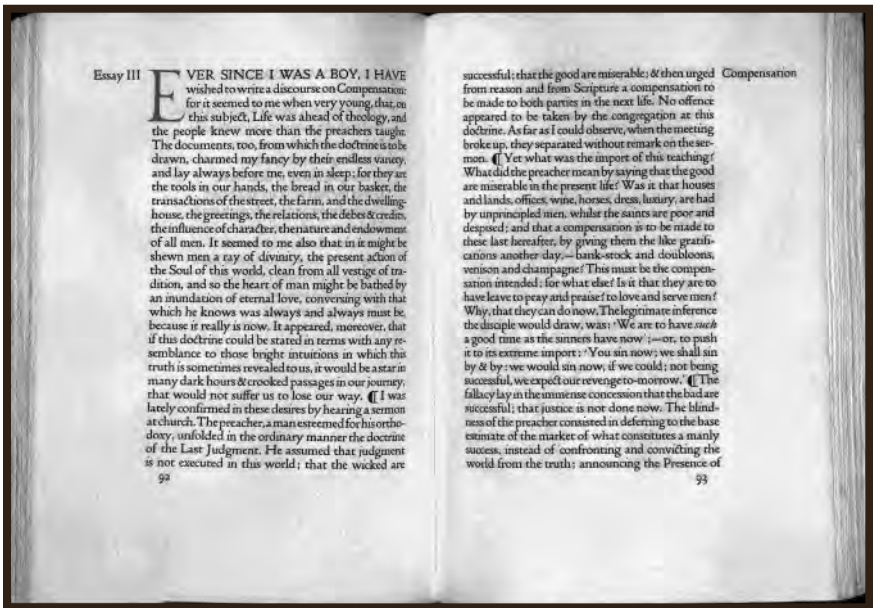 Essay III
EVER SINCE I WAS A BOY, I HAVE
wished to write a discourse on Compensation:
for it seemed to me when very young, that, on
this subject, Life was ahead of theology, and
the people knew more than the preachers taught.
The documents, too, from which the doctrine is to be
drawn, charmed my fancy by their endless variety,
and lay always before me, even in sleep; for they are
the tools in our hands, the bread in our basket, the
transactions of the street, the farm, and the dwelling-
house, the greetings, the relations, the debts & credits,
the influence of character, the nature and endowment
of all men. It seemed to me also that in it might be
shewn men a ray of divinity, the present action of
the Soul of this world, clean from all vestige of tra-
dition, and so the heart of man might be bathed by
an inundation of eternal love, conversing with that
which he knows was always and always must be,
because it really is now. It appeared, moreover, that
if this doctrine could be stated in terms with any re-
semblance to those bright intuitions in which this
truth is sometimes revealed to us, it would be a star in
many dark hours & crooked passages in our journey,
that would not suffer us to lose our way. ¶ I was
lately confirmed in these desires by hearing a sermon
at church. The preacher, a man esteemed for his ortho-
doxy, unfolded in the ordinary manner the doctrine
of the Last Judgment. He assumed that judgment
is not executed in this world; that the wicked are
92
Compensation
successful; that the good are miserable; & then urged
from reason and from Scripture a compensation to
be made to both parties in the next life. No offence
appeared to be taken by the congregation at this
doctrine. As far as I could observe, when the meeting
broke up, they separated without remark on the ser-
mon. ¶ Yet what was the import of this teaching?
What did the preacher mean by saying that the good
are miserable in the present life? Was it that houses
and lands, offices, wine, horses, dress, luxury, are had
by unprincipled men, whilst the saints are poor and
despised; and that a compensation is to be made to
these last hereafter, by giving them the like gratifi-
cations another day,—bank-stock and doubloons,
venison and champagne? This must be the compen-
sation intended; for what else? Is it that they are to
have leave to pray and praise? to love and serve men?
Why, that they can do now. The legitimate inference
the disciple would draw, was: 'We are to have such
a good time as the sinners have now';—or, to push
it to its extreme import: 'You sin now; we shall sin
by & by; we would sin now, if we could; not being
successful, we expect our revenge to-morrow.' ¶ The
fallacy lay in the immense concession that the bad are
successful; that justice is not done now. The blind-
ness of the preacher consisted in deferring to the base
estimate of the market of what constitutes a manly
success, instead of confronting and convicting the
world from the truth; announcing the Presence of
93